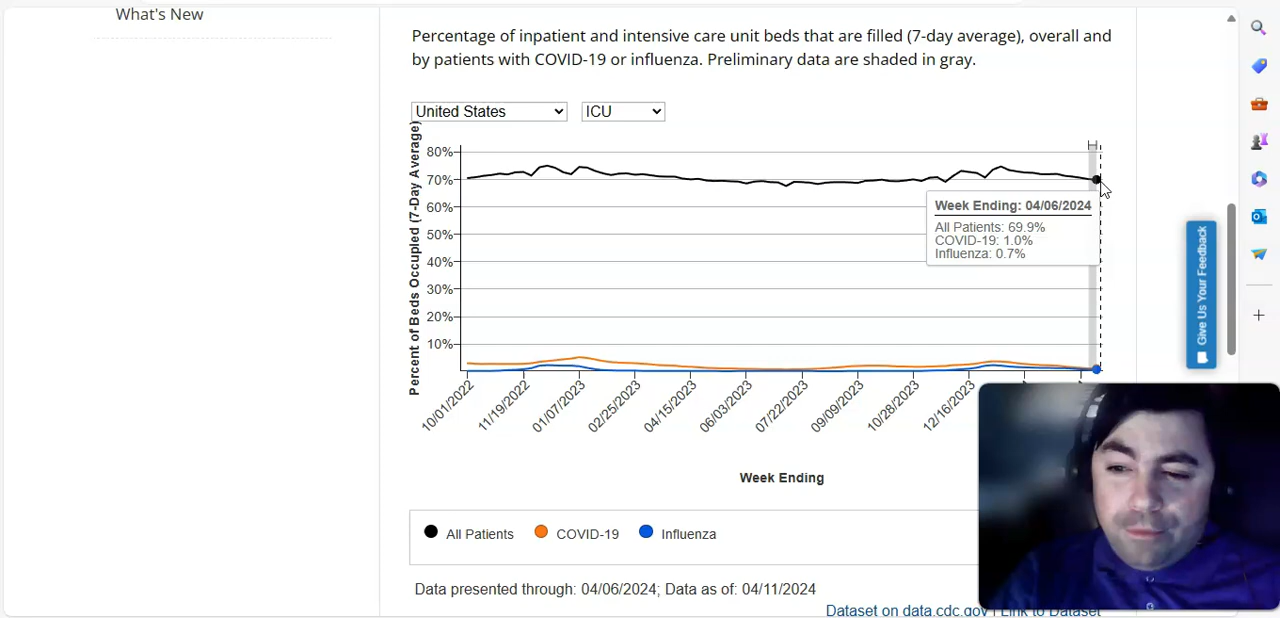 What's New
Percentage of inpatient and intensive care unit beds that are filled (7-day average), overall and
by patients with COVID-19 or influenza. Preliminary data are shaded in gray.
United States
ICU
Percent of Beds Occupied (7-Day Average)
80%
70%
60%
50%
40%
30%
20%
10%
Week Ending: 04/06/2024
All Patients: 69.9%
COVID-19: 1.0%
Influenza: 0.7%
10/01/2022
11/19/2022
01/07/2023
02/25/2023
04/15/2023
06/03/2023
07/22/2023
09/09/2023
10/28/2023
12/16/2023
Week Ending
All Patients
COVID-19
Influenza
Data presented through: 04/06/2024; Data as of: 04/11/2024
Dataset on data.cdc.gov | Link to Dataset
Give Us Your Feedback